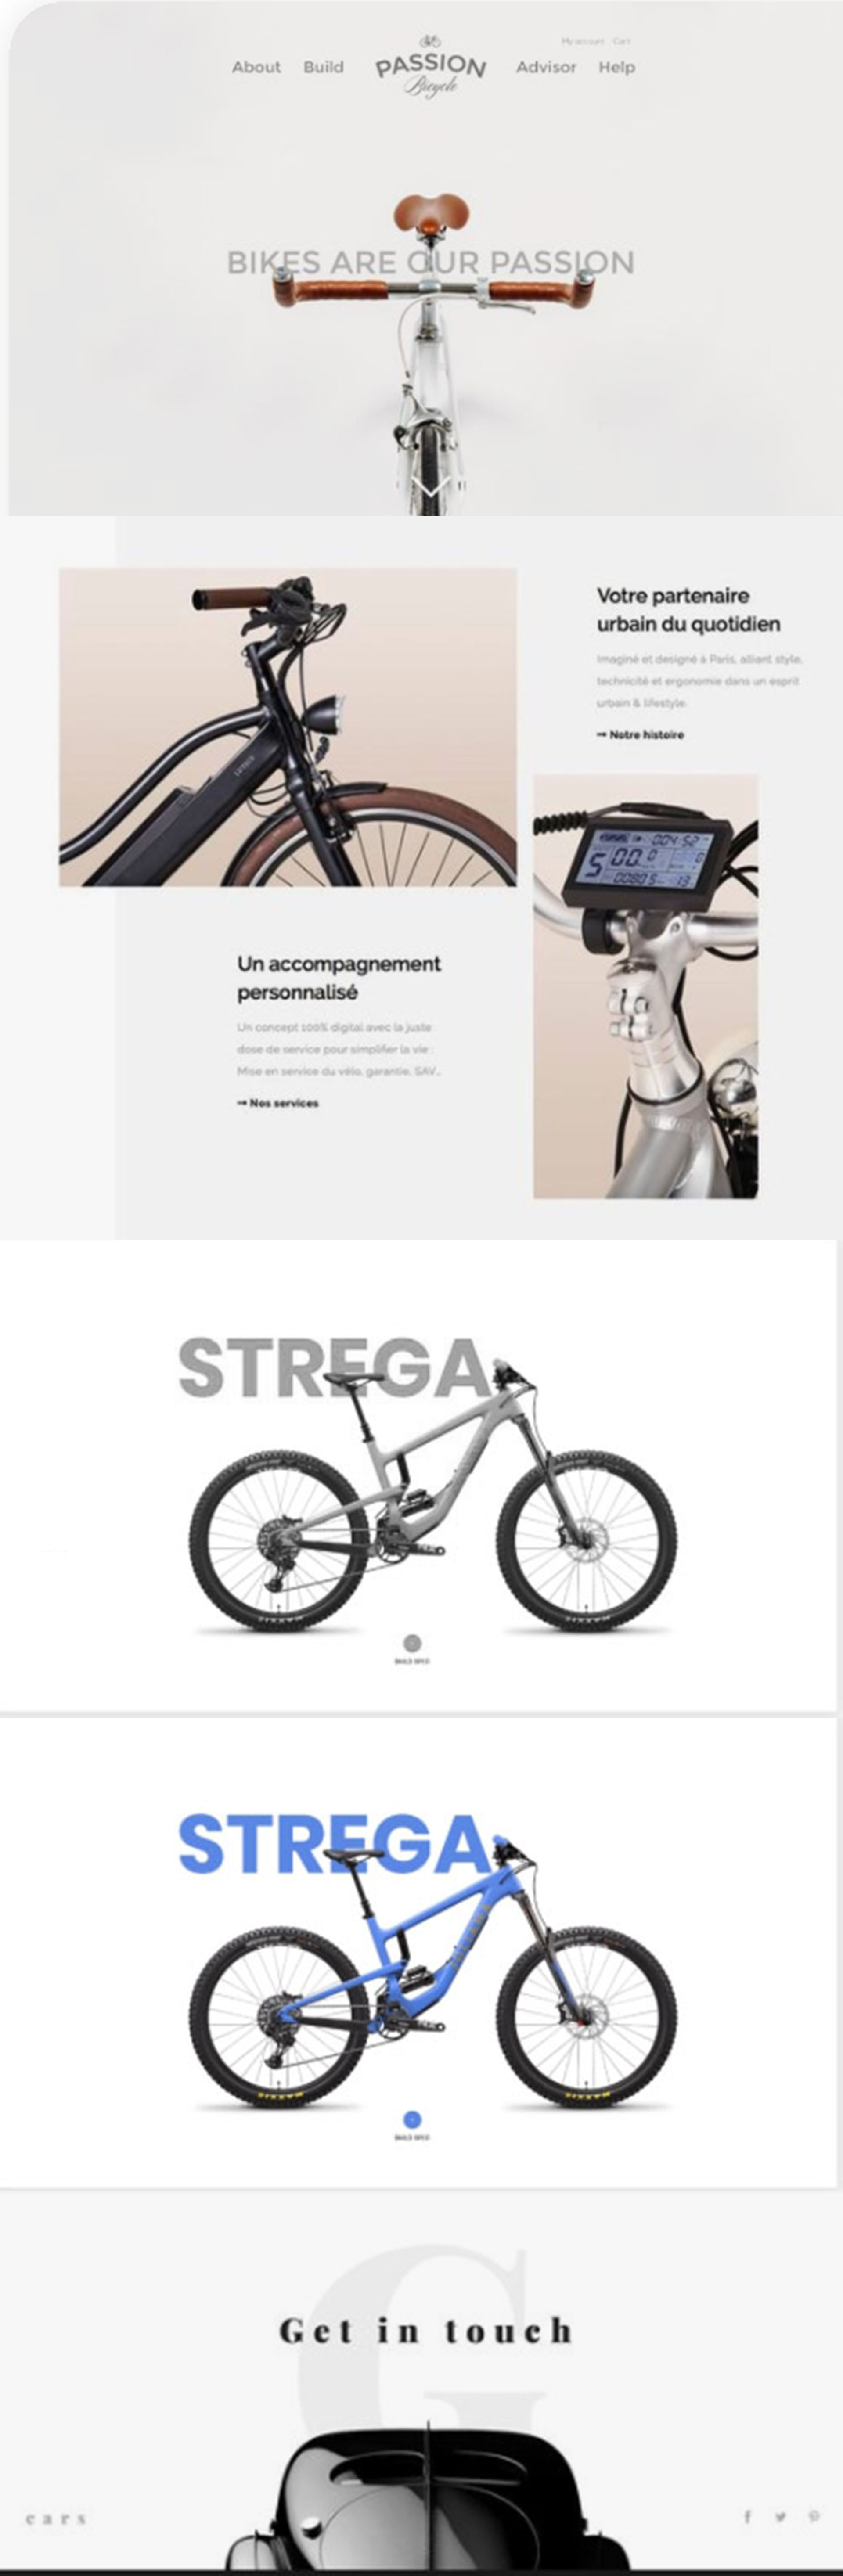 My account Cart
About Build PASSION Advisor Help
Bicycle
BIKES ARE OUR PASSION
Votre partenaire
urbain du quotidien
Imaginé et designé à Paris, alliant style,
technicité et ergonomie dans un esprit
urbain & lifestyle.
→ Notre histoire
Un accompagnement
personnalisé
Un concept 100% digital avec la juste
dose de service pour simplifier la vie :
Mise en service du vélo, garantie, SAV...
→ Nos services
STREGA
BUILD SPEC
STREGA
JULIANA
BUILD SPEC
G
Get in touch
cars